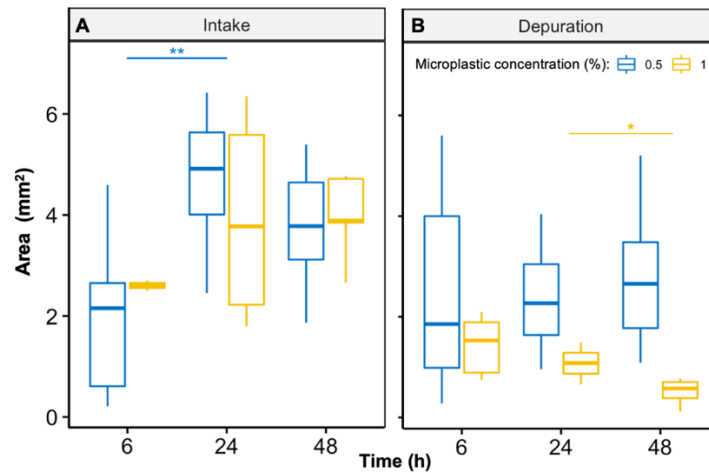 A Intake
B Depuration
**
Microplastic concentration (%): 0.5 1
*
Area (mm²)
6
4
2
0
6 24 48
6 24 48
Time (h)